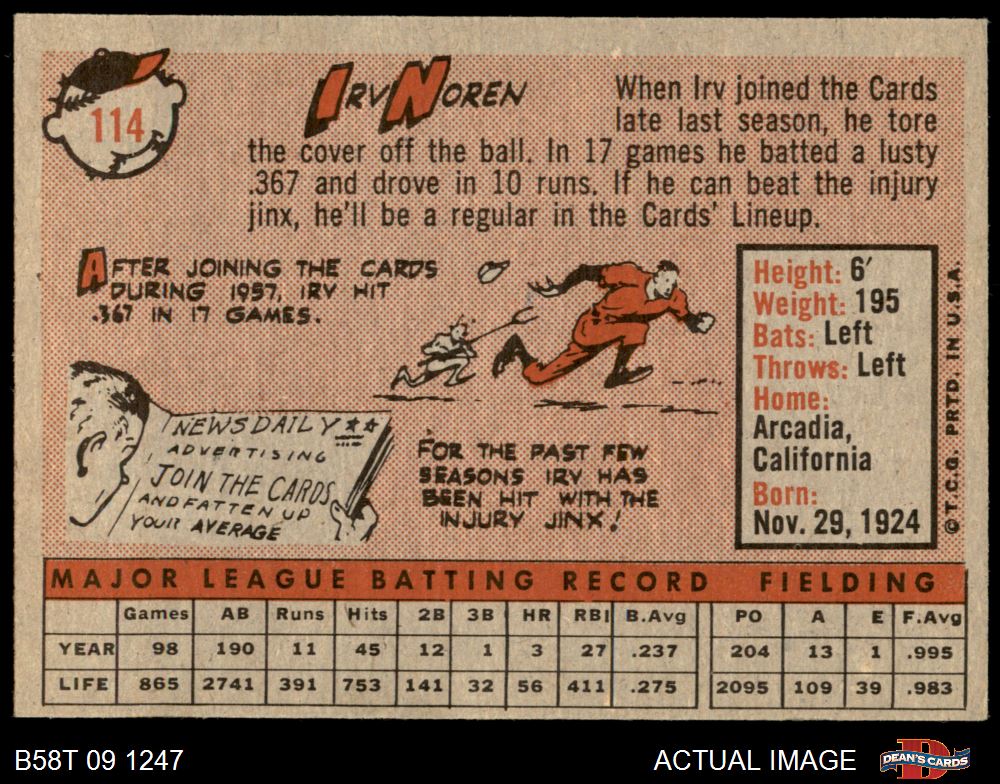 114
IRV NOREN
When Irv joined the Cards
late last season, he tore
the cover off the ball. In 17 games he batted a lusty
.367 and drove in 10 runs. If he can beat the injury
jinx, he'll be a regular in the Cards' Lineup.
AFTER JOINING THE CARDS
DURING 1957, IRV HIT
.367 IN 17 GAMES.
NEWS DAILY
ADVERTISING
JOIN THE CARDS
AND FATTEN UP
YOUR AVERAGE
FOR THE PAST FEW
SEASONS IRV HAS
BEEN HIT WITH THE
INJURY JINX!
Height: 6′
Weight: 195
Bats: Left
Throws: Left
Home:
Arcadia,
California
Born:
Nov. 29, 1924
© T.C.G. PRTD. IN U.S.A.
MAJOR LEAGUE BATTING RECORD FIELDING
Games AB Runs Hits 2B 3B HR RBI B.Avg PO A E F.Avg
YEAR 98 190 11 45 12 1 3 27 .237 204 13 1 .995
LIFE 865 2741 391 753 141 32 56 411 .275 2095 109 39 .983
B58T 09 1247
ACTUAL IMAGE
DEAN'S CARDS